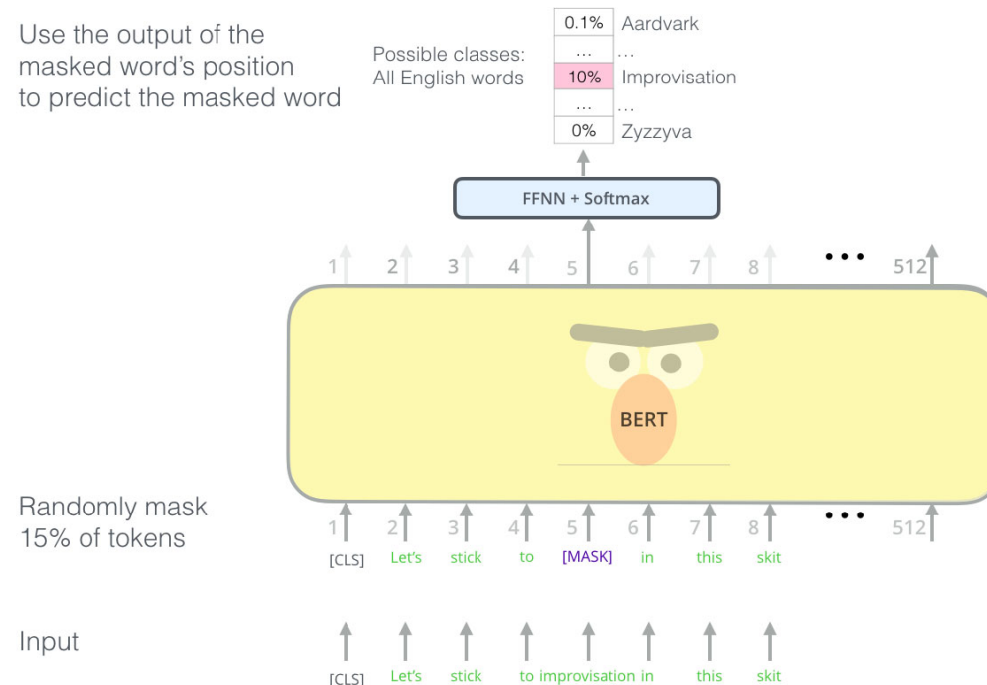 Use the output of the
masked word's position
to predict the masked word
Possible classes:
All English words
0.1% Aardvark
... ...
10% Improvisation
... ...
0% Zyzzyva
FFNN + Softmax
1 2 3 4 5 6 7 8 ... 512
BERT
Randomly mask
15% of tokens
1 2 3 4 5 6 7 8 ... 512
[CLS] Let's stick to [MASK] in this skit
Input
[CLS] Let's stick to improvisation in this skit